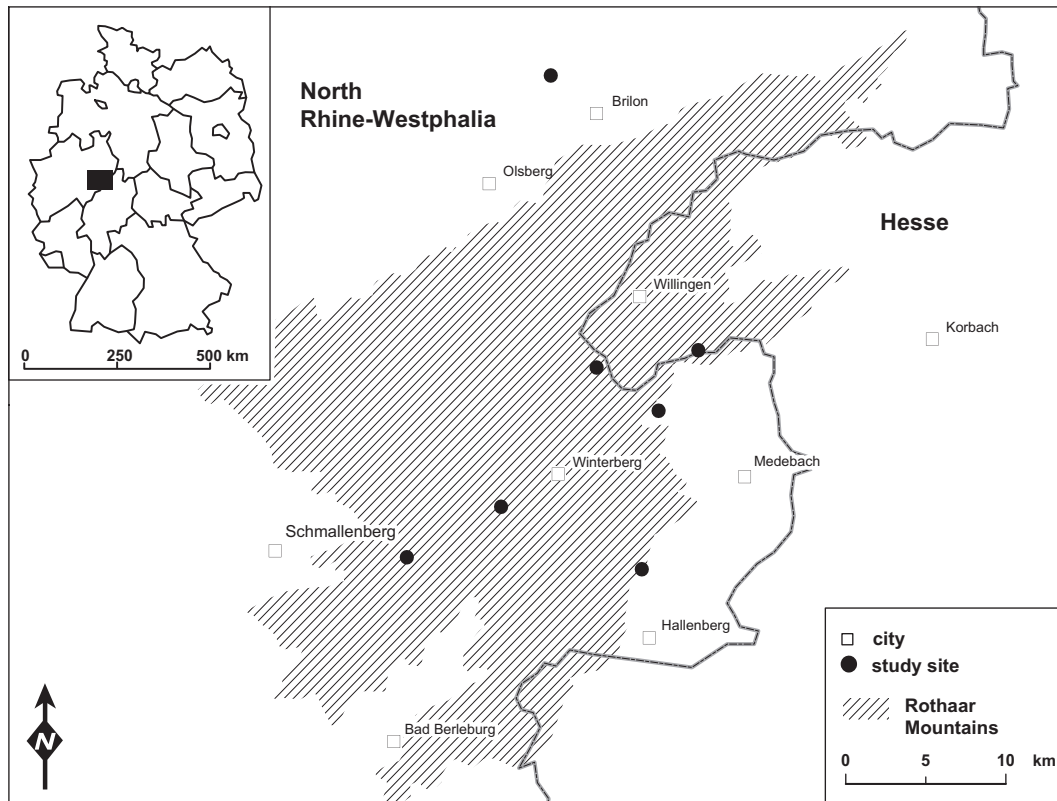 North
Rhine-Westphalia
Brilon
Olsberg
Hesse
Willingen
Korbach
0 250 500 km
Winterberg
Medebach
Schmallenberg
Hallenberg
Bad Berleburg
N
city
study site
Rothaar
Mountains
0 5 10 km